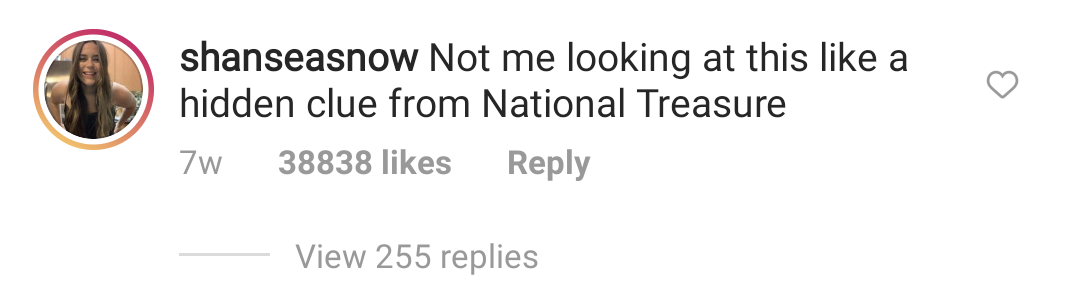 shanseasnow Not me looking at this like a
hidden clue from National Treasure
7w 38838 likes Reply
View 255 replies